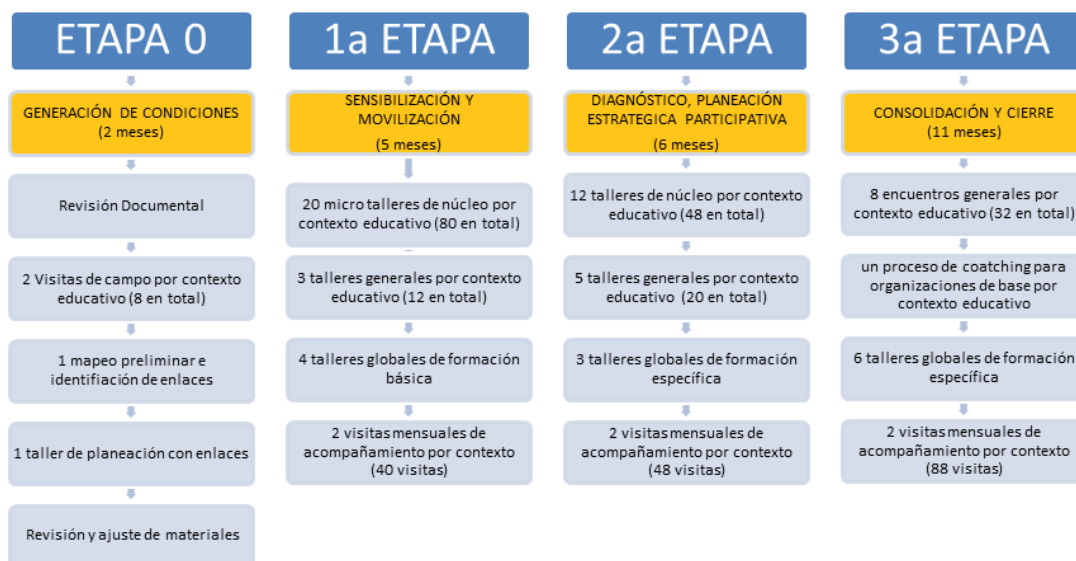 ETAPA 0
GENERACIÓN DE CONDICIONES
(2 meses)
Revisión Documental
2 Visitas de campo por contexto
educativo (8 en total)
1 mapeo preliminar e
identifiación de enlaces
1 taller de planeación con enlaces
Revisión y ajuste de materiales
1a ETAPA
SENSIBILIZACIÓN Y
MOVILIZACIÓN
(5 meses)
20 micro talleres de núcleo por
contexto educativo (80 en total)
3 talleres generales por contexto
educativo (12 en total)
4 talleres globales de formación
básica
2 visitas mensuales de
acompañamiento por contexto
(40 visitas)
2a ETAPA
DIAGNÓSTICO, PLANEACIÓN
ESTRATEGICA PARTICIPATIVA
(6 meses)
12 talleres de núcleo por contexto
educativo (48 en total)
5 talleres generales por contexto
educativo (20 en total)
3 talleres globales de formación
específica
2 visitas mensuales de
acompañamiento por contexto
(48 visitas)
3a ETAPA
CONSOLIDACIÓN Y CIERRE
(11 meses)
8 encuentros generales por
contexto educativo (32 en total)
un proceso de coatching para
organizaciones de base por
contexto educativo
6 talleres globales de formación
específica
2 visitas mensuales de
acompañamiento por contexto
(88 visitas)